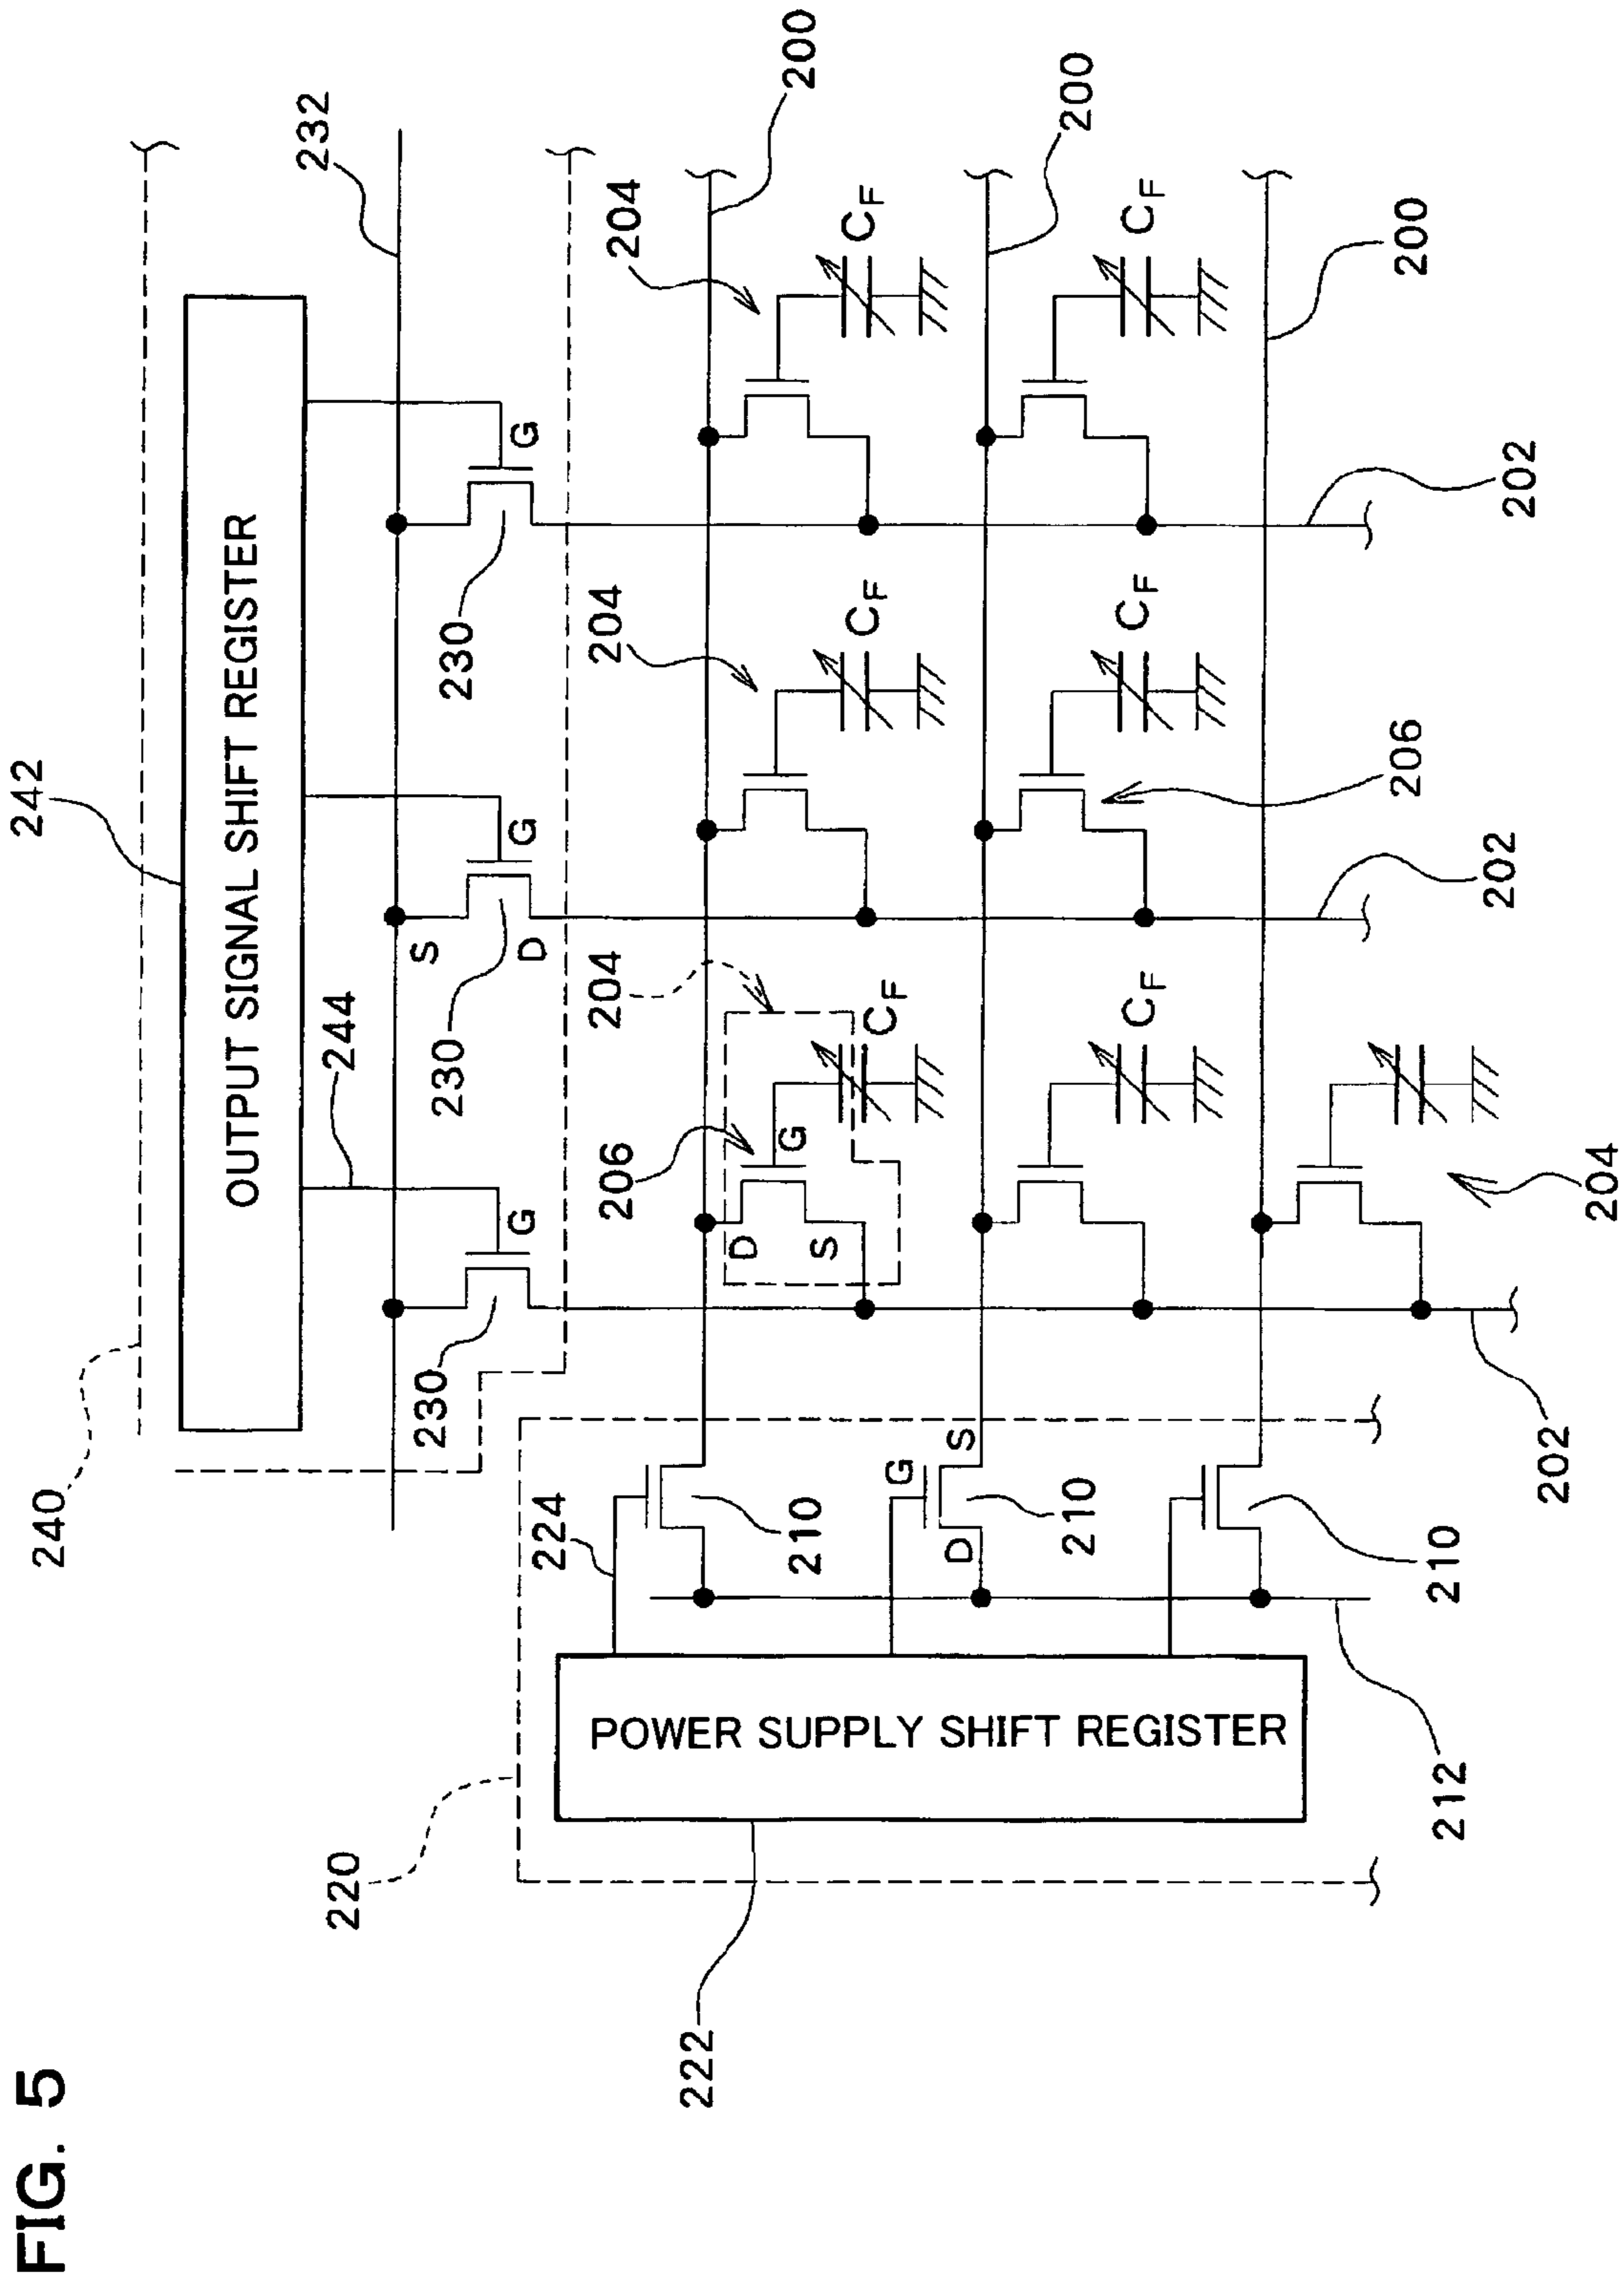 FIG. 5
240
242
OUTPUT SIGNAL SHIFT REGISTER
244
232
230
G
230
S
G
D
230
G
220
222
POWER SUPPLY SHIFT REGISTER
224
210
210
G
D
S
210
212
206
204
D
G
S
CF
204
CF
204
CF
200
CF
CF
206
CF
200
204
200
202
202
202